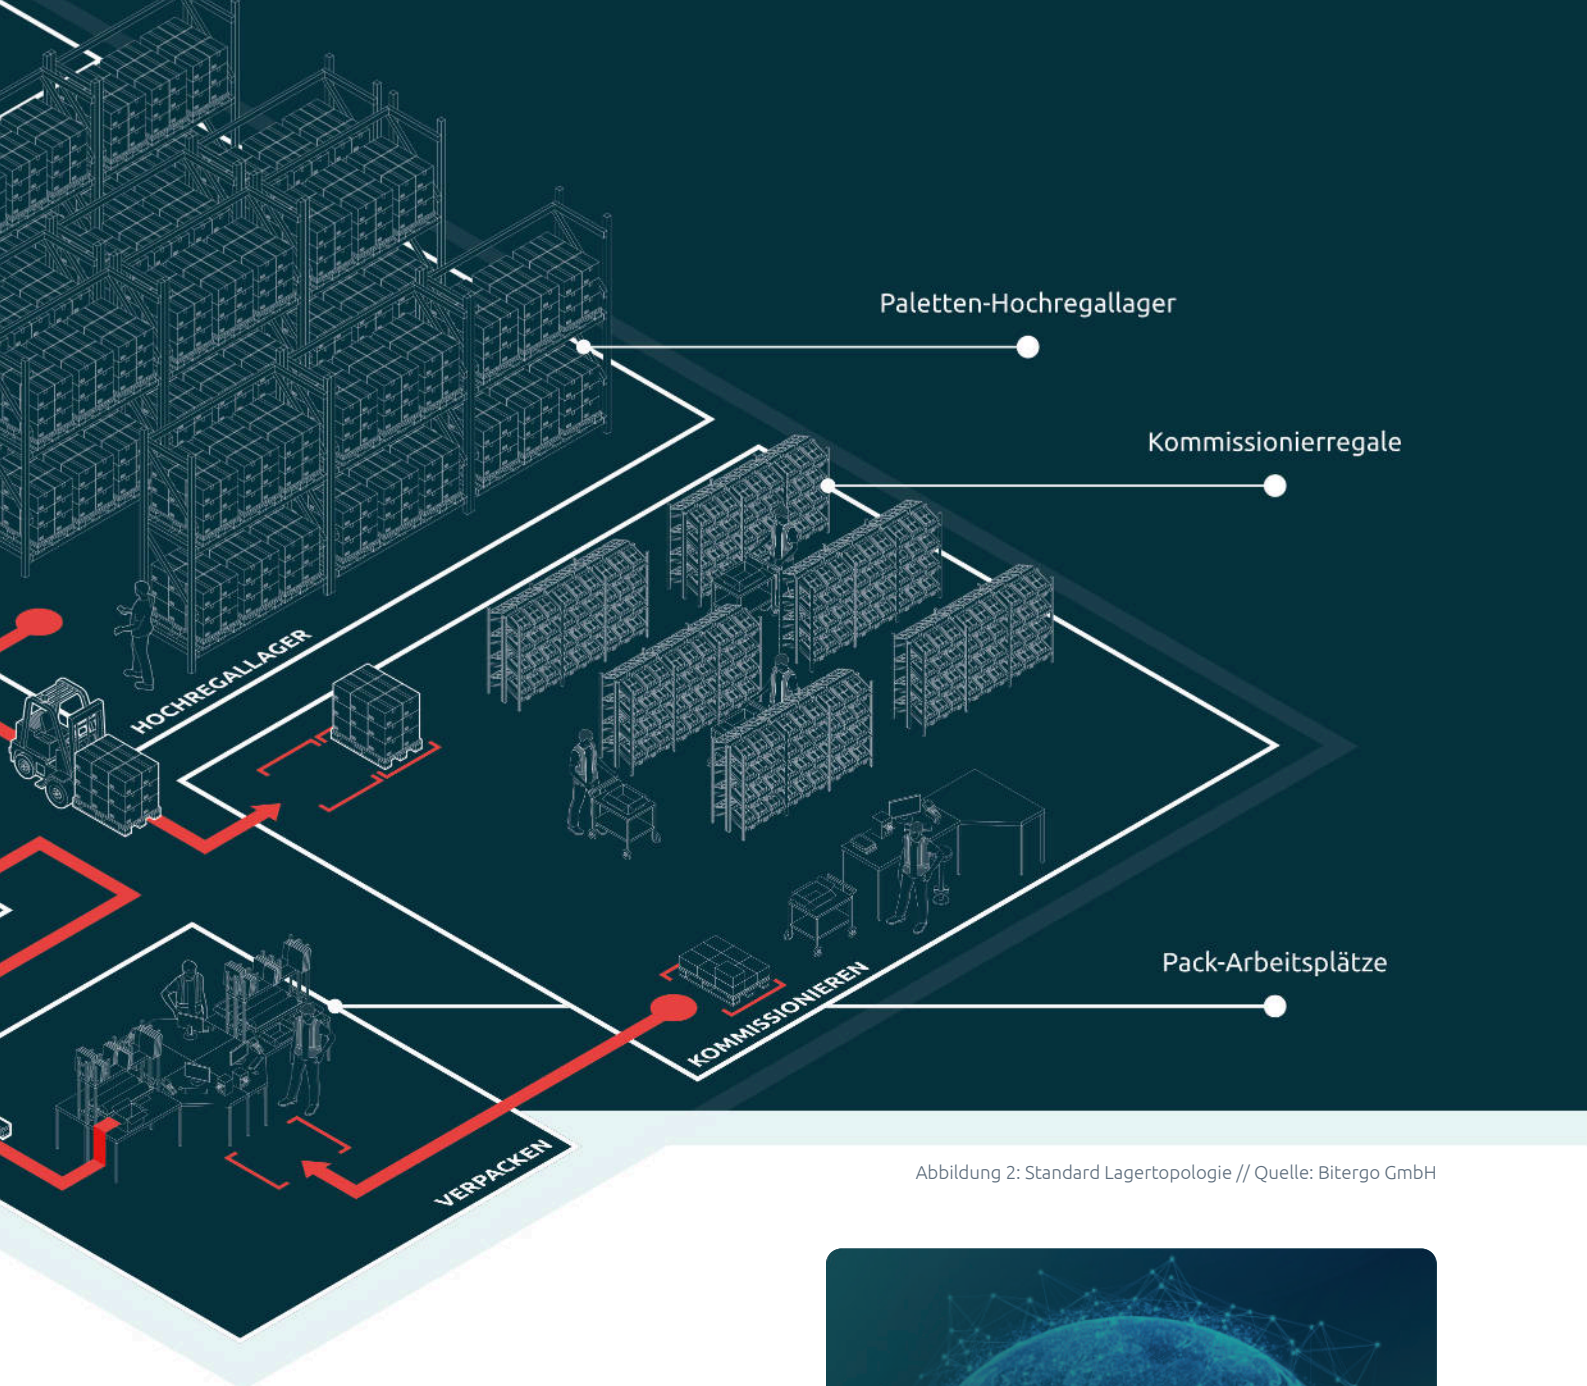 Paletten-Hochregallager
Kommissionierregale
HOCHREGALLAGER
Pack-Arbeitsplätze
KOMMISSIONIEREN
VERPACKEN
Abbildung 2: Standard Lagertopologie // Quelle: Bitergo GmbH